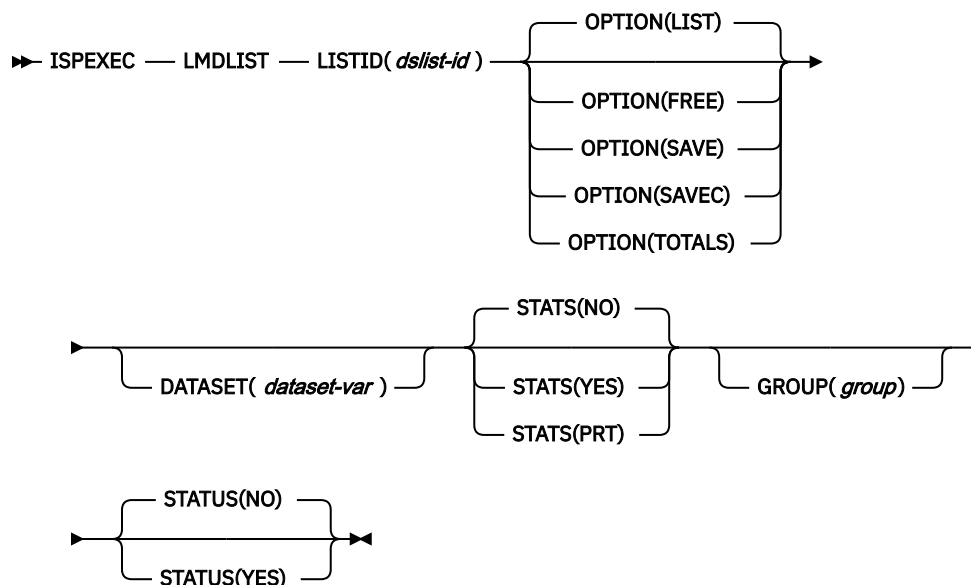 OPTION(LIST)
ISPEXEC LMDLIST LISTID( dslist-id )
OPTION(FREE)
OPTION(SAVE)
OPTION(SAVEC)
OPTION(TOTALS)
STATS(NO)
DATASET( dataset-var )
STATS(YES)
GROUP( group )
STATS(PRT)
STATUS(NO)
STATUS(YES)